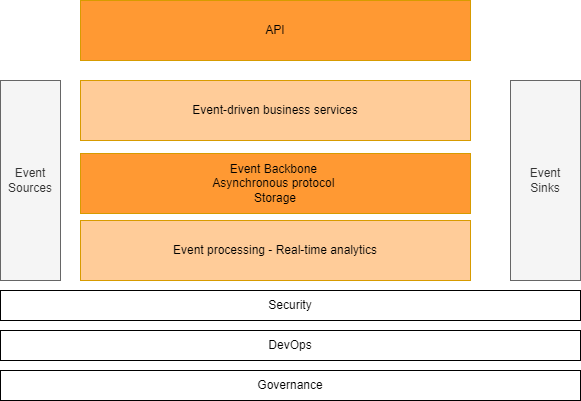 API
Event-driven business services
Event
Sources
Event Backbone
Asynchronous protocol
Storage
Event
Sinks
Event processing - Real-time analytics
Security
DevOps
Governance